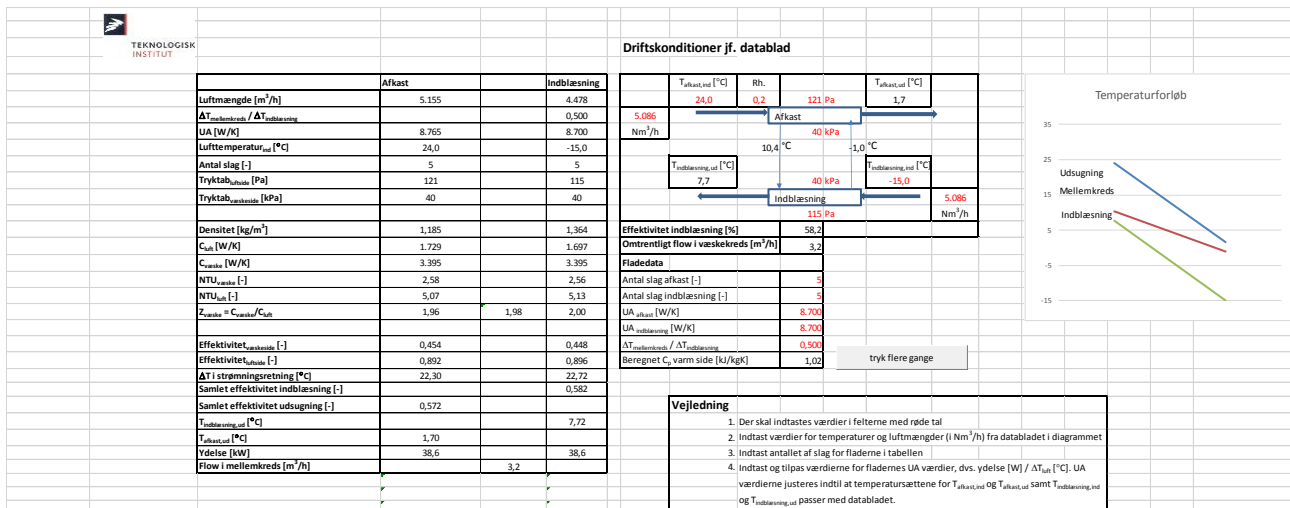 TEKNOLOGISK
INSTITUT
Driftskonditioner jf. datablad
Afkast Indblæsning
Luftmængde [m³/h] 5.155 4.478
ΔTmellemkreds / ΔTindblæsning 0,500
UA [W/K] 8.765 8.700
Lufttemperaturind [°C] 24,0 -15,0
Antal slag [-] 5 5
Tryktabluftside [Pa] 121 115
Tryktabvæskeside [kPa] 40 40
Densitet [kg/m³] 1,185 1,364
Cluft [W/K] 1.729 1.697
Cvæske [W/K] 3.395 3.395
NTUvæske [-] 2,58 2,56
NTUluft [-] 5,07 5,13
Zvæske = Cvæske/Cluft 1,96 1,98 2,00
Effektivitetvæskeside [-] 0,454 0,448
Effektivitetluftside [-] 0,892 0,896
ΔT i strømningsretning [°C] 22,30 22,72
Samlet effektivitet indblæsning [-] 0,582
Samlet effektivitet udsugning [-] 0,572
Tindblæsning,ud [°C] 7,72
Tafkast,ud [°C] 1,70
Ydelse [kW] 38,6 38,6
Flow i mellemkreds [m³/h] 3,2
Tafkast,ind [°C] Rh. Tafkast,ud [°C]
24,0 0,2 121 Pa 1,7
5.086 Afkast
Nm³/h 40 kPa
10,4 °C -1,0 °C
Tindblæsning,ud [°C] Tindblæsning,ind [°C]
7,7 40 kPa -15,0
Indblæsning 5.086
115 Pa Nm³/h
Effektivitet indblæsning [%] 58,2
Omtrentligt flow i væskekreds [m³/h] 3,2
Fladedata
Antal slag afkast [-] 5
Antal slag indblæsning [-] 5
UA afkast [W/K] 8.700
UA indblæsning [W/K] 8.700
ΔTmellemkreds / ΔTindblæsning 0,500
Beregnet Cp varm side [kJ/kgK] 1,02
tryk flere gange
Temperaturforløb
35
25
15
5
-5
-15
Udsugning
Mellemkreds
Indblæsning
Vejledning
1. Der skal indtastes værdier i felterne med røde tal
2. Indtast værdier for temperaturer og luftmængder (i Nm³/h) fra databladet i diagrammet
3. Indtast antallet af slag for fladerne i tabellen
4. Indtast og tilpas værdierne for fladernes UA værdier, dvs. ydelse [W] / ΔTluft [°C]. UA
værdierne justeres indtil at temperatursættene for Tafkast,ind og Tafkast,ud samt Tindblæsning,ind
og Tindblæsning,ud passer med databladet.